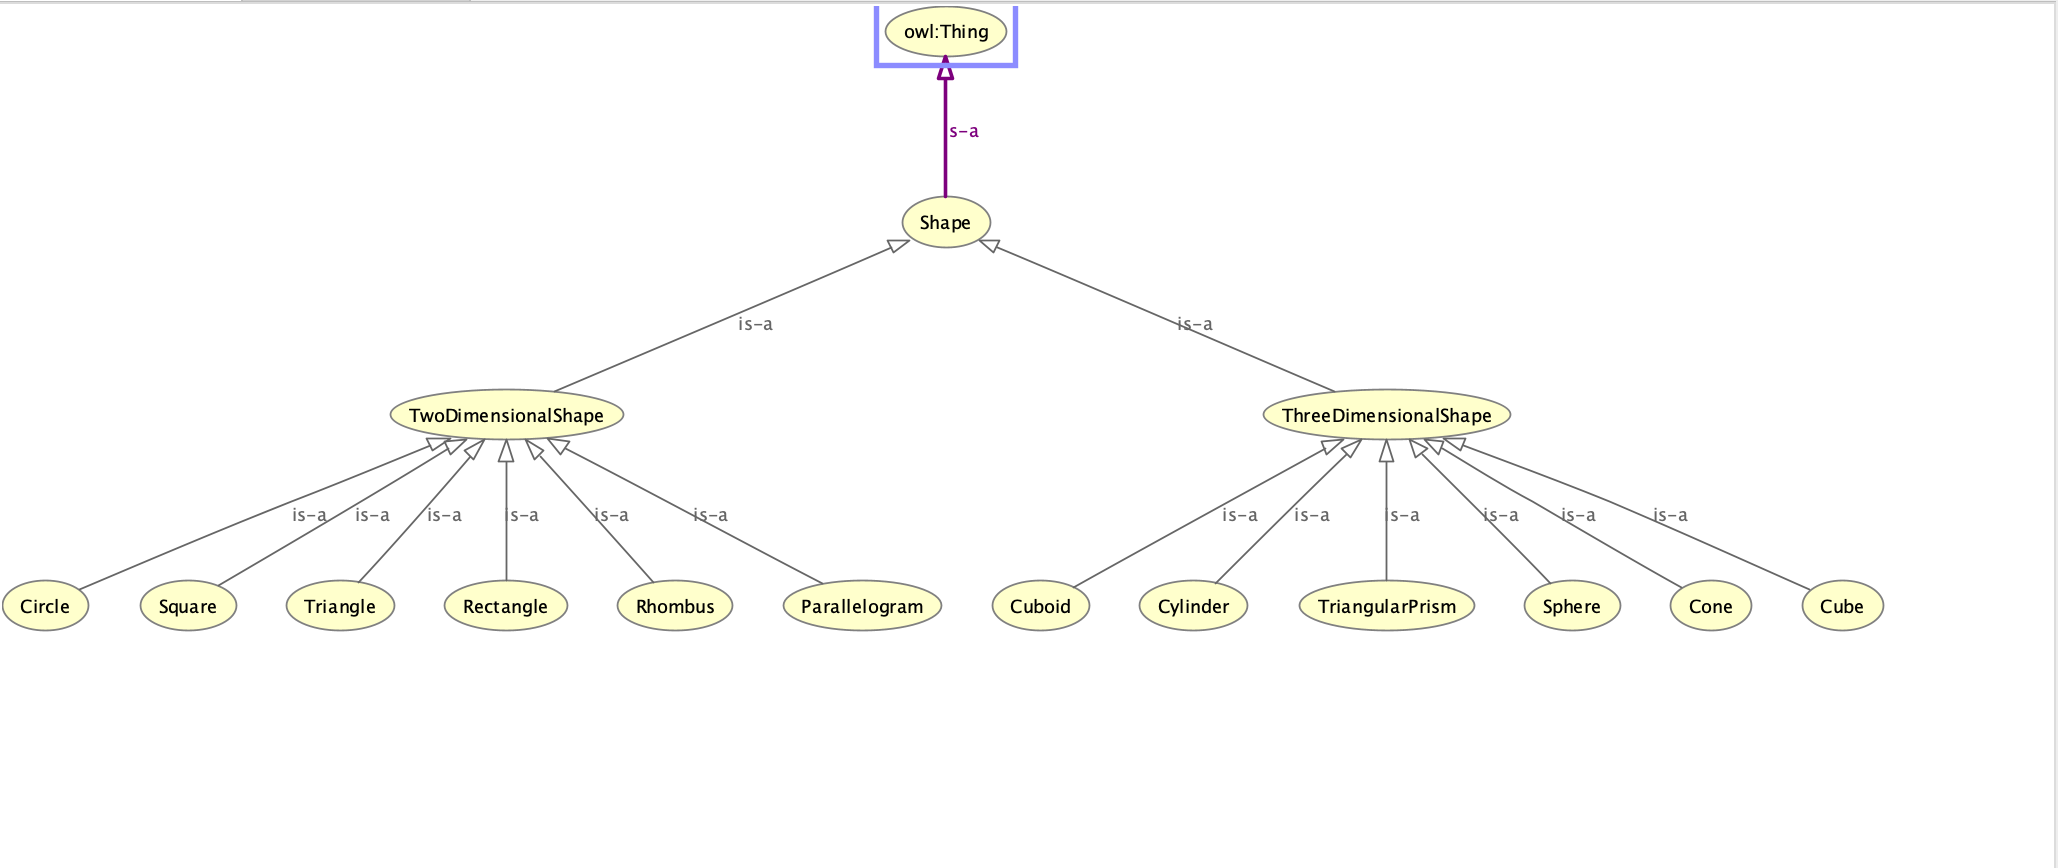 owl:Thing
s-a
Shape
is-a is-a
TwoDimensionalShape ThreeDimensionalShape
is-a is-a is-a is-a is-a is-a is-a is-a is-a is-a is-a is-a
Circle Square Triangle Rectangle Rhombus Parallelogram Cuboid Cylinder TriangularPrism Sphere Cone Cube